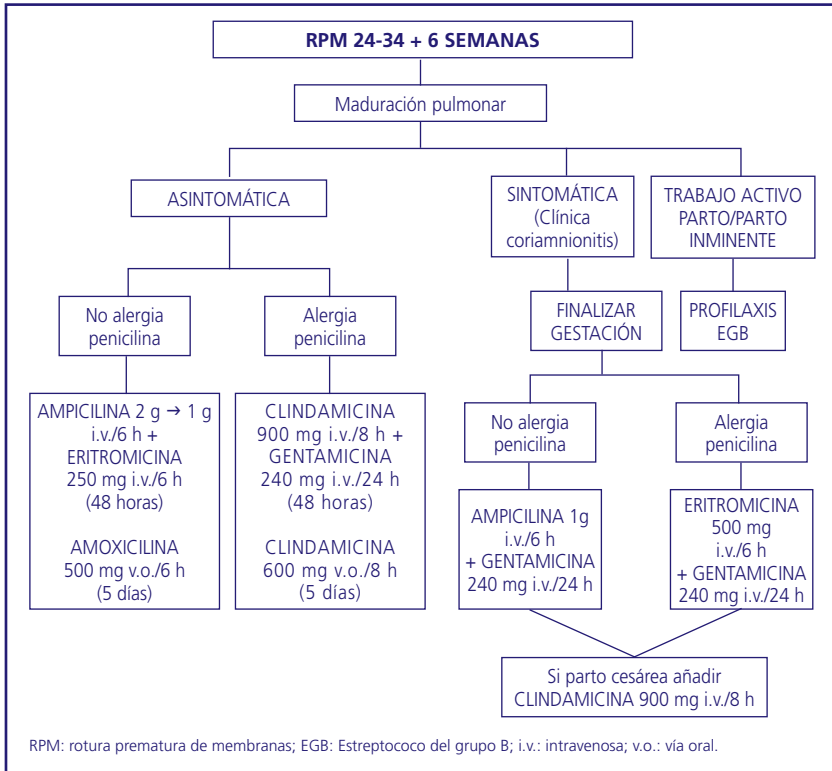 RPM 24-34 + 6 SEMANAS
Maduración pulmonar
ASINTOMÁTICA
SINTOMÁTICA
(Clínica
coriamnionitis)
TRABAJO ACTIVO
PARTO/PARTO
INMINENTE
No alergia
penicilina
Alergia
penicilina
FINALIZAR
GESTACIÓN
PROFILAXIS
EGB
AMPICILINA 2 g → 1 g
i.v./6 h +
ERITROMICINA
250 mg i.v./6 h
(48 horas)
AMOXICILINA
500 mg v.o./6 h
(5 días)
CLINDAMICINA
900 mg i.v./8 h +
GENTAMICINA
240 mg i.v./24 h
(48 horas)
CLINDAMICINA
600 mg v.o./8 h
(5 días)
No alergia
penicilina
Alergia
penicilina
AMPICILINA 1g
i.v./6 h
+ GENTAMICINA
240 mg i.v./24 h
ERITROMICINA
500 mg
i.v./6 h
+ GENTAMICINA
240 mg i.v./24 h
Si parto cesárea añadir
CLINDAMICINA 900 mg i.v./8 h
RPM: rotura prematura de membranas; EGB: Estreptococo del grupo B; i.v.: intravenosa; v.o.: vía oral.